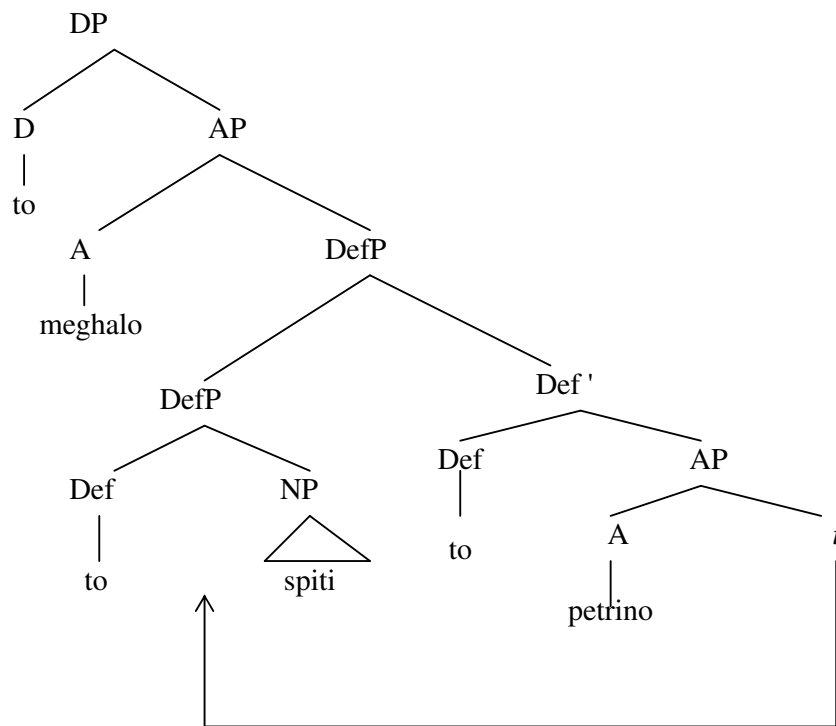 DP
D AP
to
A DefP
meghalo
DefP Def '
Def NP Def AP
to spiti to A t
petrino